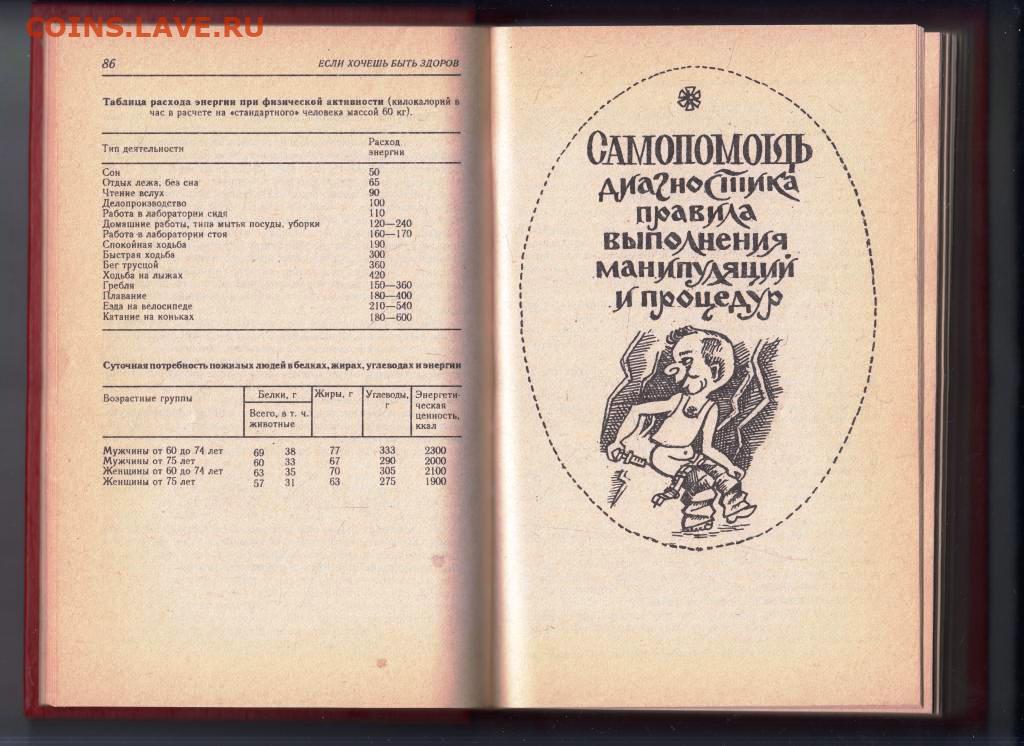 COINS.LAVE.RU
86 ЕСЛИ ХОЧЕШЬ БЫТЬ ЗДОРОВ
Таблица расхода энергии при физической активности (килокалорий в
час в расчете на «стандартного» человека массой 60 кг).
Тип деятельности Расход энергии
Сон 50
Отдых лежа, без сна 65
Чтение вслух 90
Делопроизводство 100
Работа в лаборатории сидя 110
Домашние работы, типа мытья посуды, уборки 120—240
Работа в лаборатории стоя 160—170
Спокойная ходьба 190
Быстрая ходьба 300
Бег трусцой 360
Ходьба на лыжах 420
Гребля 150—360
Плавание 180—400
Езда на велосипеде 210—540
Катание на коньках 180—600
Суточная потребность пожилых людей в белках, жирах, углеводах и энергии
Возрастные группы Белки, г Жиры, г Углеводы, г Энергети-
ческая
ценность,
ккал
Всего, в т. ч.
животные
Мужчины от 60 до 74 лет 69 38 77 333 2300
Мужчины от 75 лет 60 33 67 290 2000
Женщины от 60 до 74 лет 63 35 70 305 2100
Женщины от 75 лет 57 31 63 275 1900
САМОПОМОЩЬ
диагностика
правила
выполнения
манипуляций
и процедур